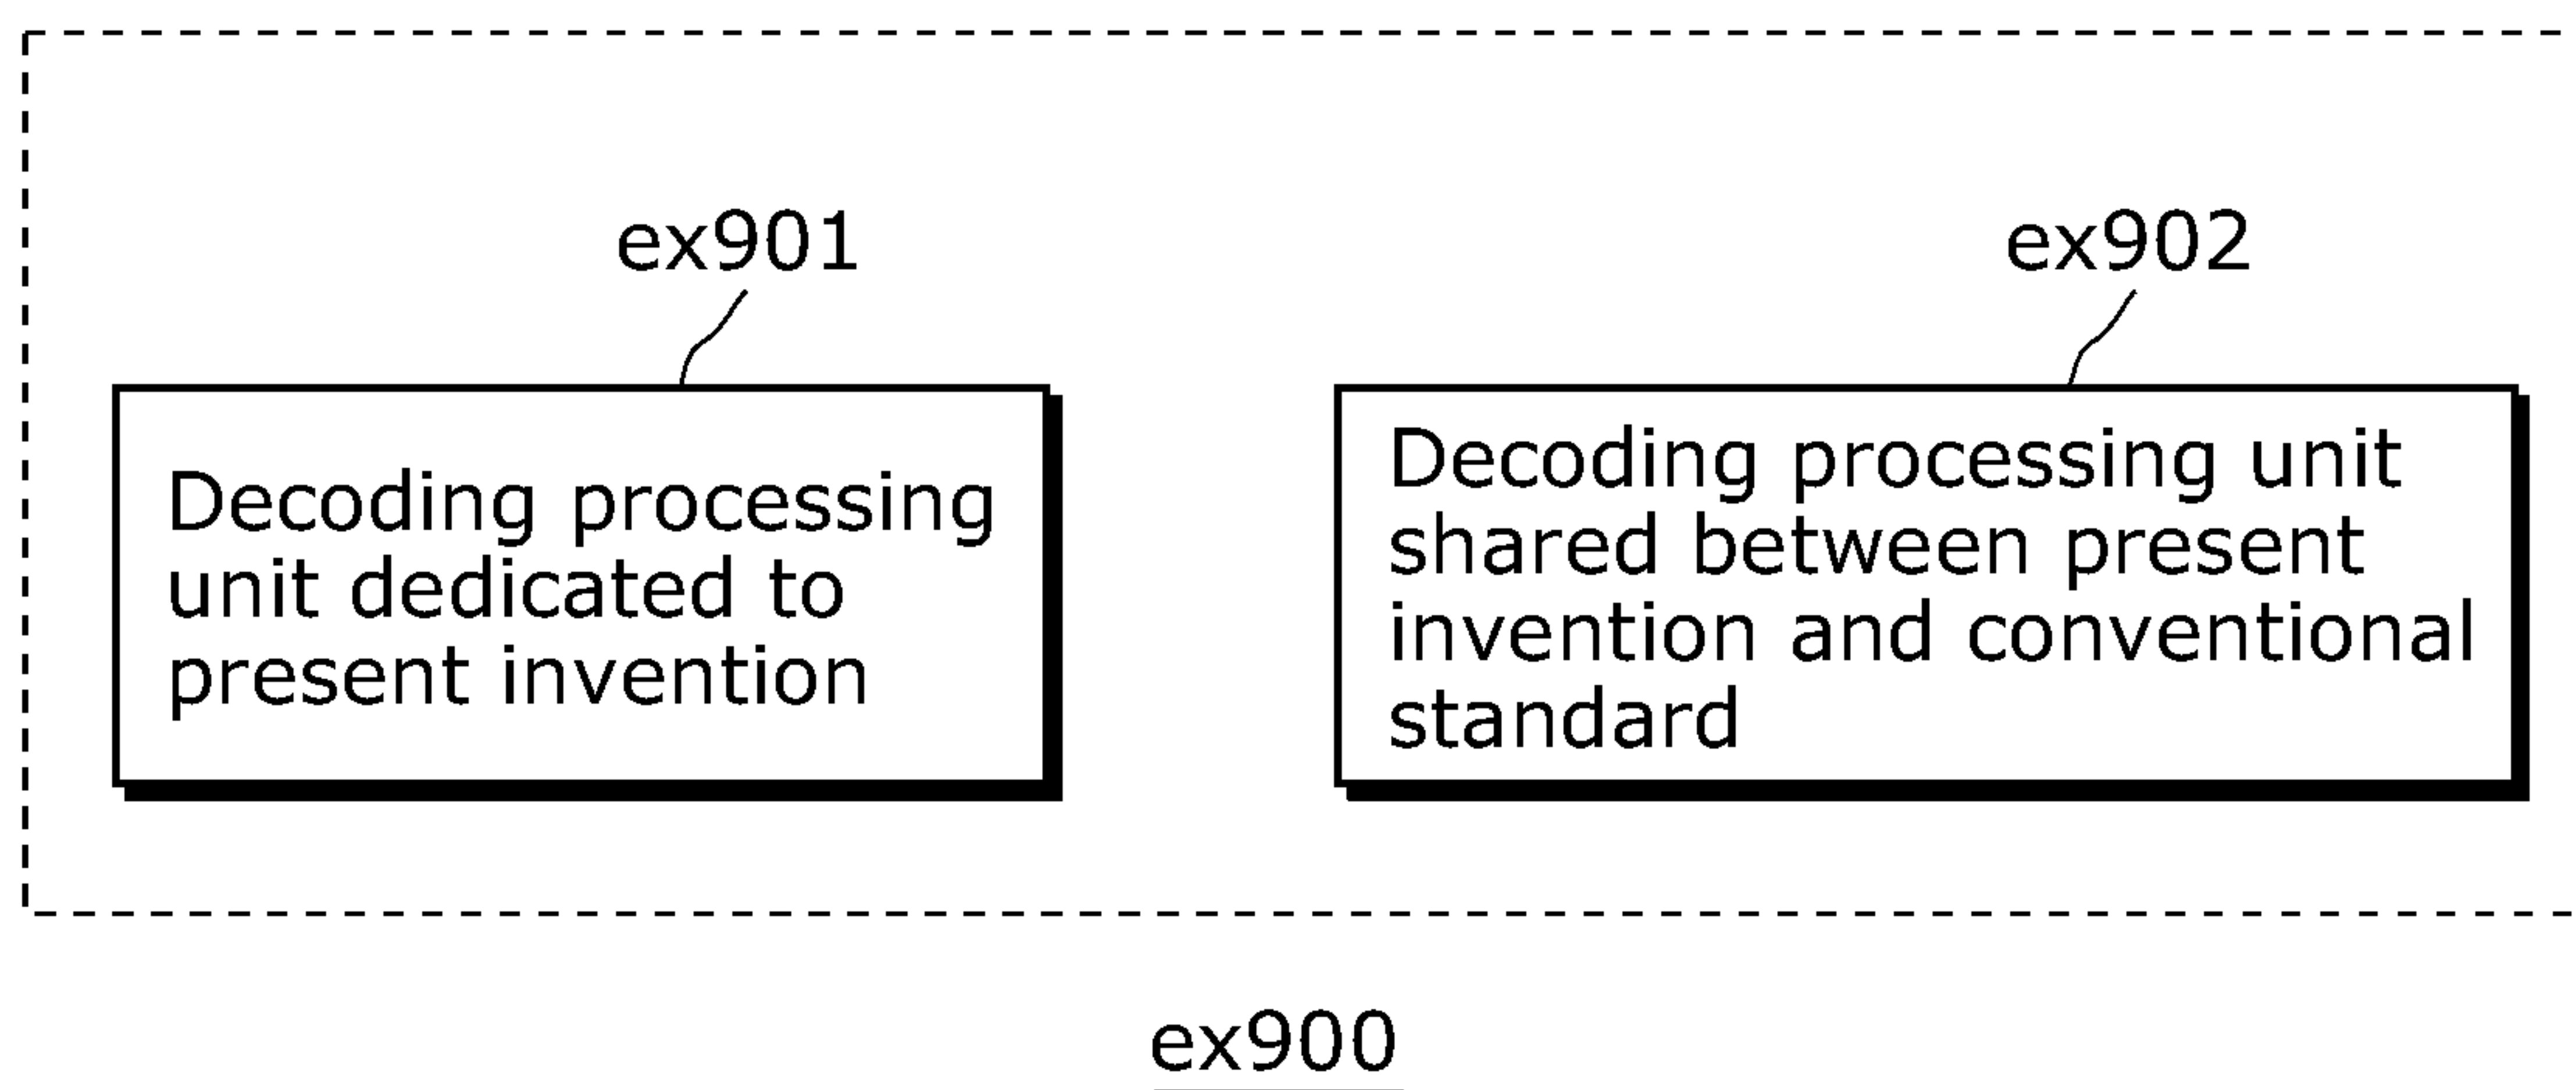 ex901
ex902
Decoding processing
unit dedicated to
present invention
Decoding processing unit
shared between present
invention and conventional
standard
ex900